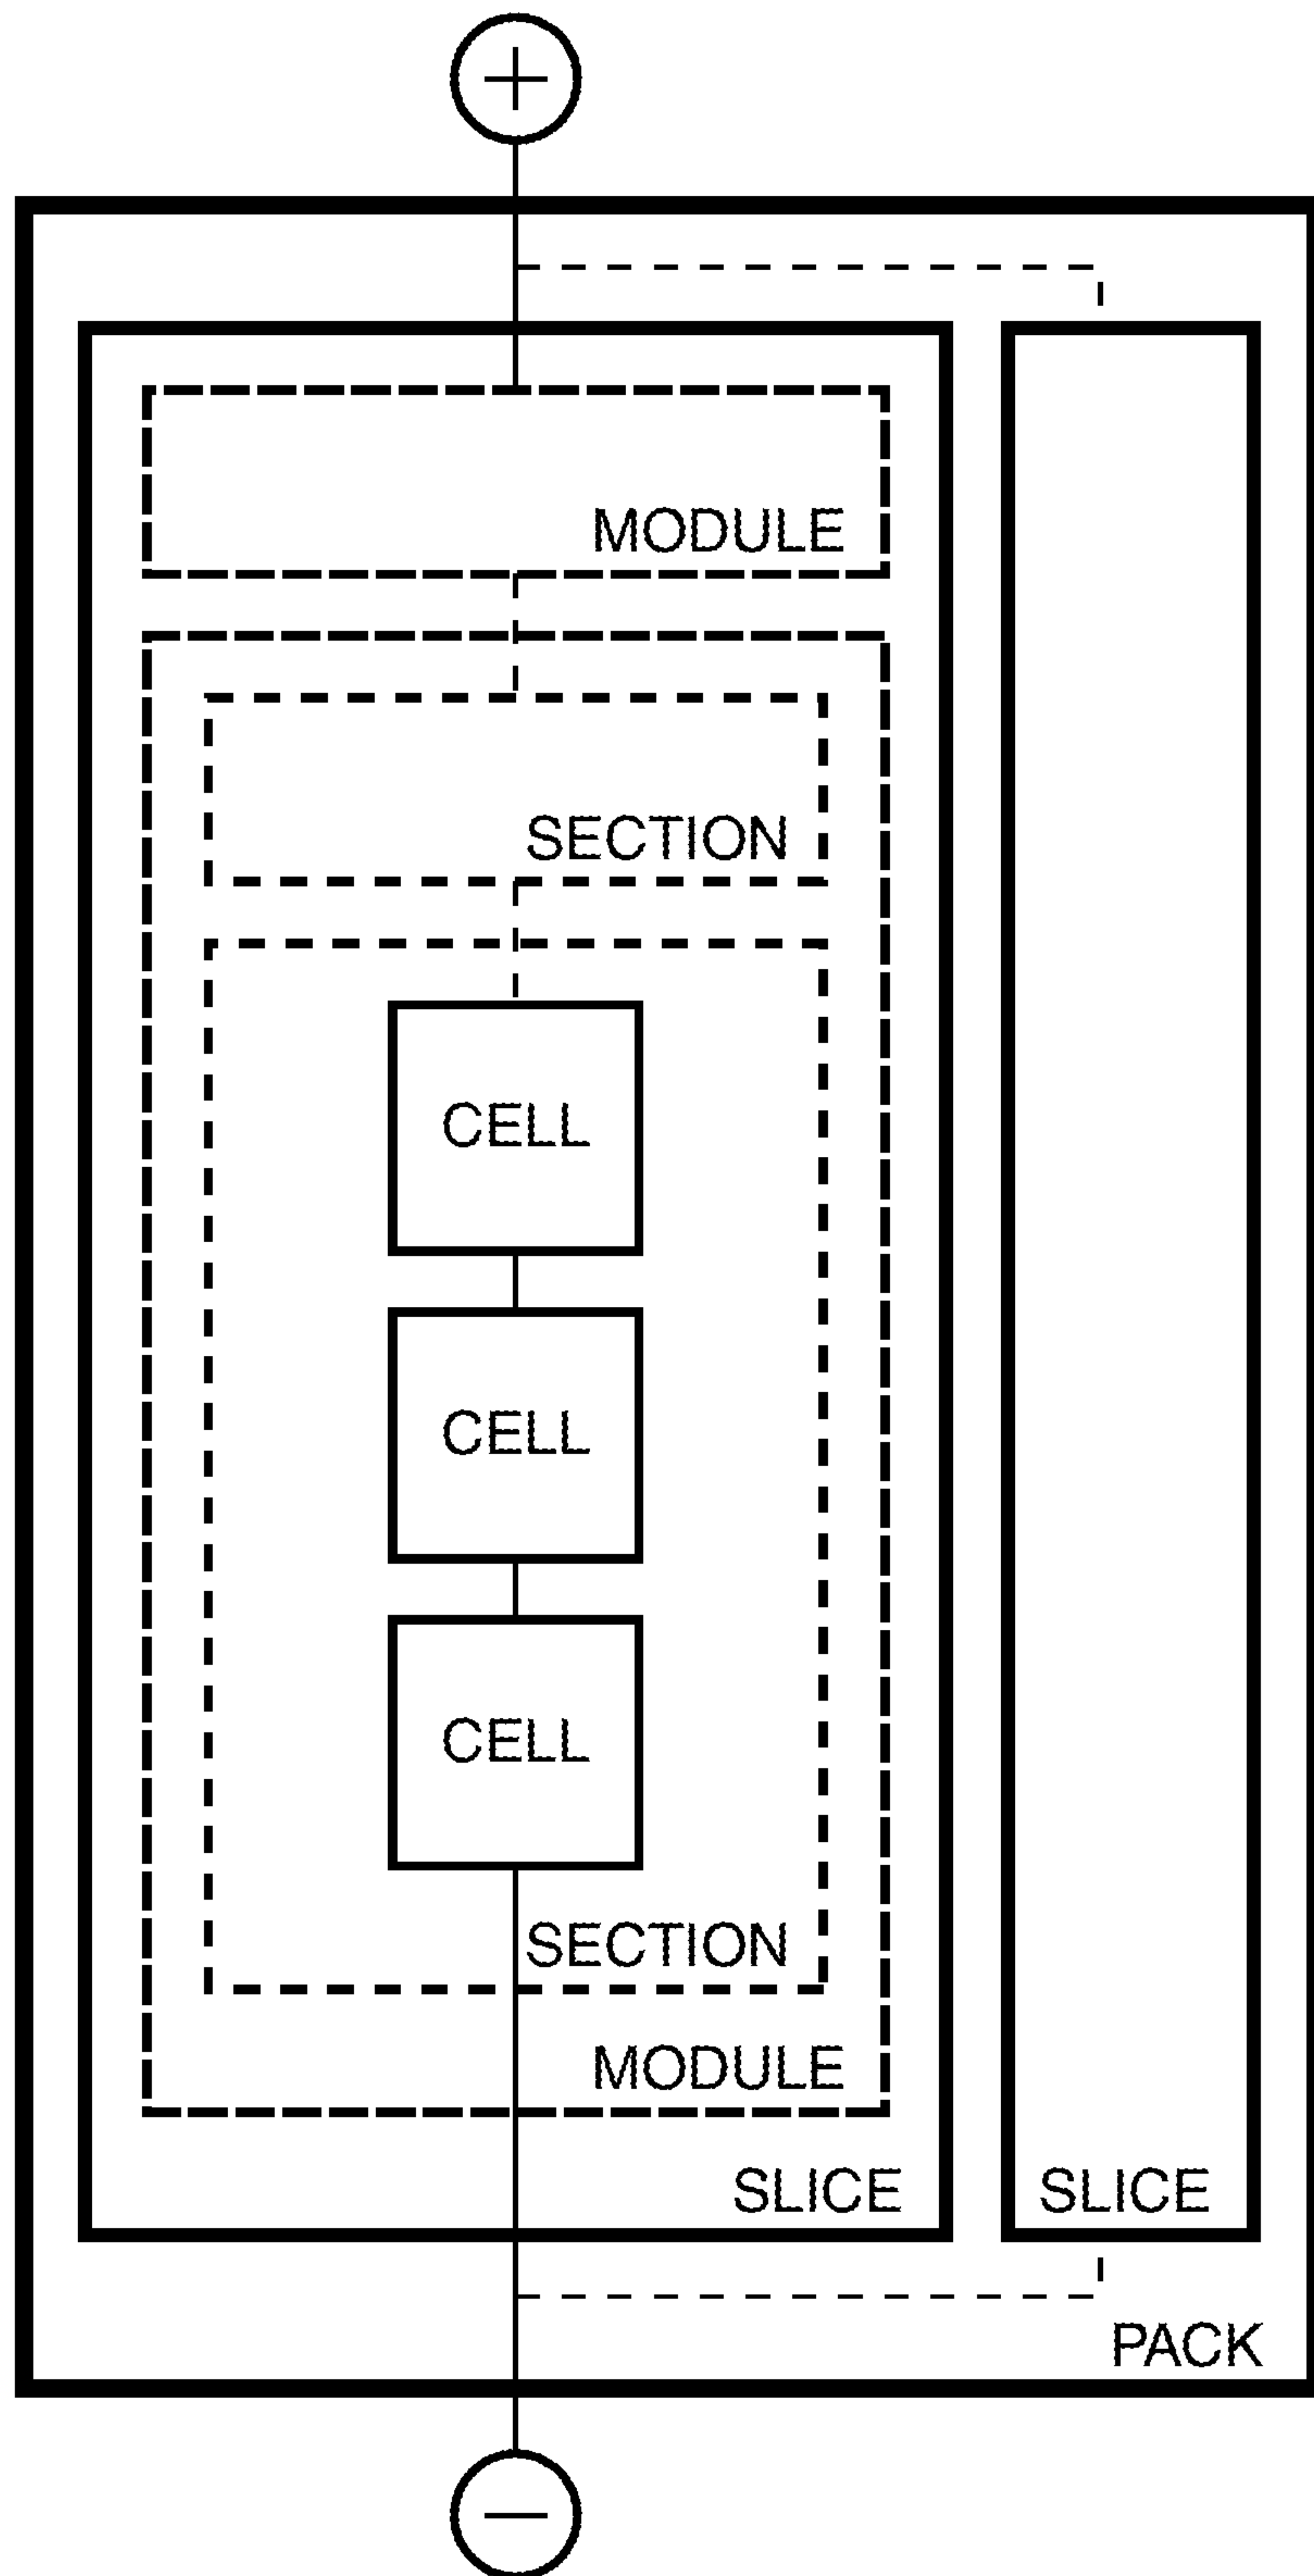 +
MODULE
SECTION
CELL
CELL
CELL
SECTION
MODULE
SLICE
SLICE
PACK
−